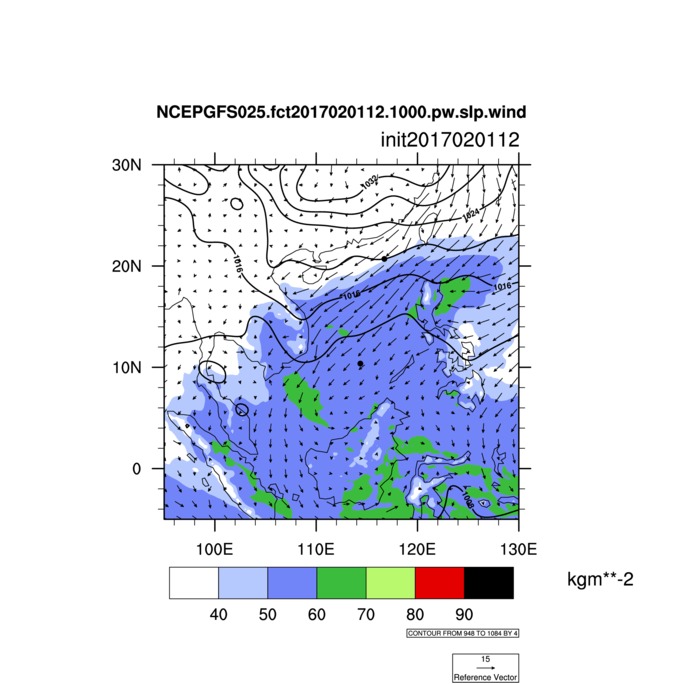 NCEPGFS025.fct2017020112.1000.pw.slp.wind
init2017020112
30N
1032
1024
1016
20N
1016
1016
10N
0
1008
100E 110E 120E 130E
kgm**-2
40 50 60 70 80 90
CONTOUR FROM 948 TO 1084 BY 4
15
Reference Vector